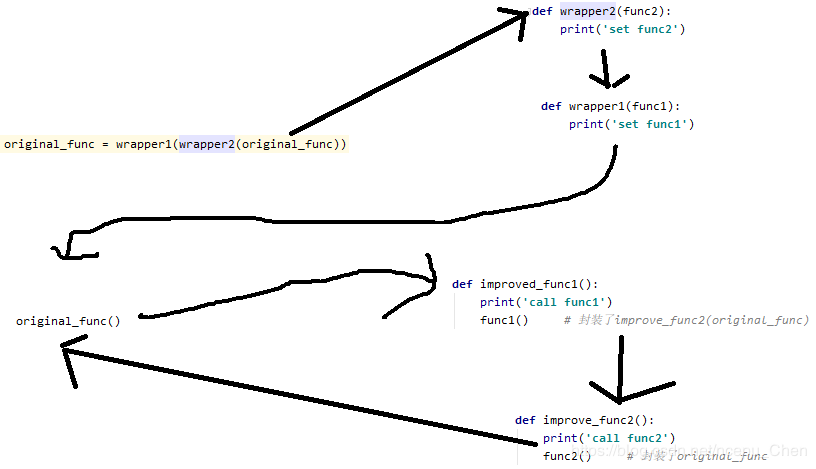 def wrapper2(func2):
print('set func2')
def wrapper1(func1):
print('set func1')
original_func = wrapper1(wrapper2(original_func))
def improved_func1():
print('call func1')
func1() # 封装了improve_func2(original_func)
original_func()
def improve_func2():
print('call func2')
func2() # 封装了original_func